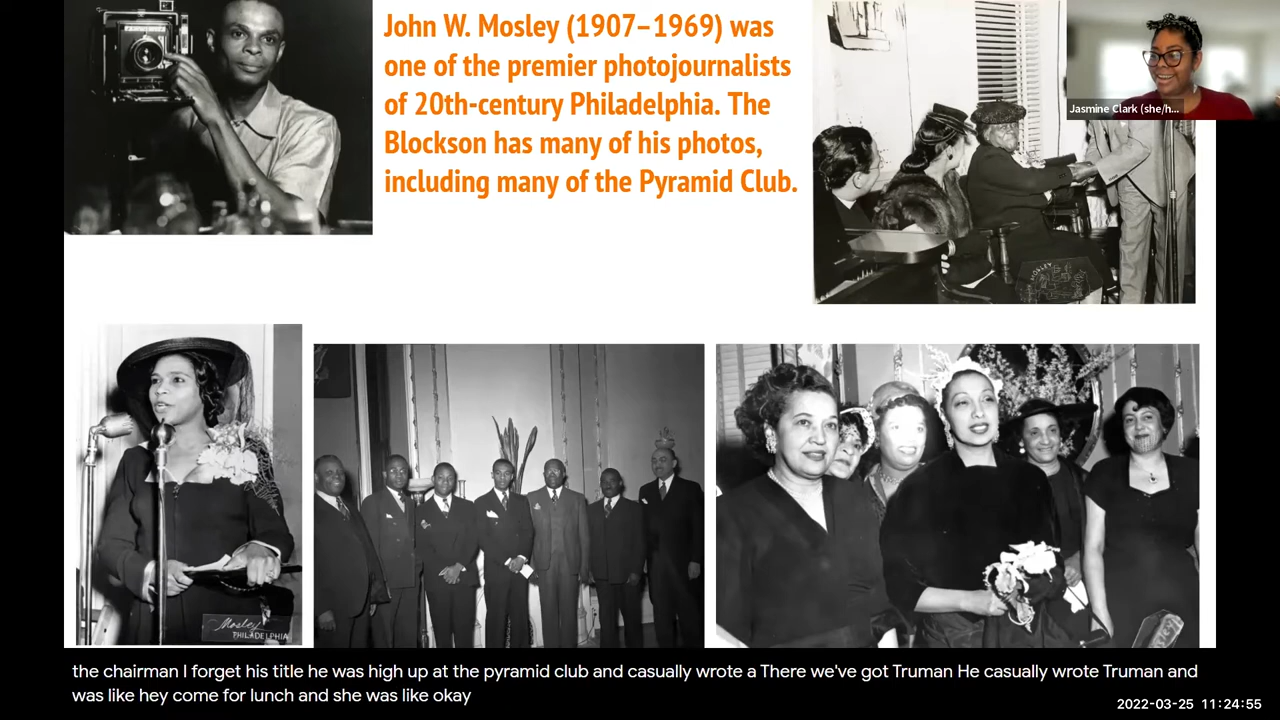 John W. Mosley (1907–1969) was
one of the premier photojournalists
of 20th-century Philadelphia. The
Blockson has many of his photos,
including many of the Pyramid Club.
Jasmine Clark (she/h...
MOSLEY
Mosley
PHILADELPHIA
the chairman I forget his title he was high up at the pyramid club and casually wrote a There we've got Truman He casually wrote Truman and
was like hey come for lunch and she was like okay
2022-03-25 11:24:55